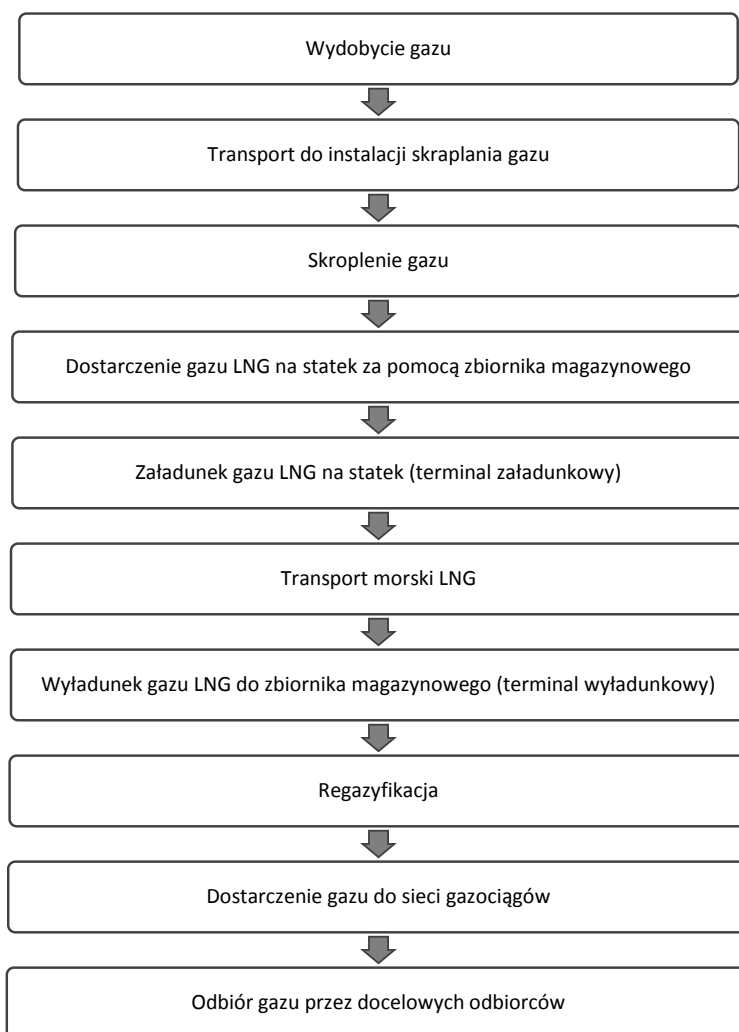 Wydobycie gazu
Transport do instalacji skraplania gazu
Skroplenie gazu
Dostarczenie gazu LNG na statek za pomocą zbiornika magazynowego
Załadunek gazu LNG na statek (terminal załadunkowy)
Transport morski LNG
Wyładunek gazu LNG do zbiornika magazynowego (terminal wyładunkowy)
Regazyfikacja
Dostarczenie gazu do sieci gazociągów
Odbiór gazu przez docelowych odbiorców